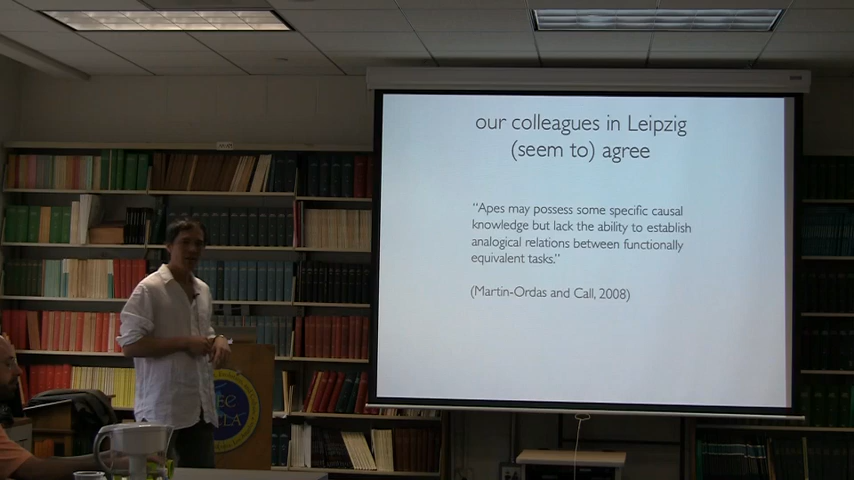 our colleagues in Leipzig
(seem to) agree
“Apes may possess some specific causal
knowledge but lack the ability to establish
analogical relations between functionally
equivalent tasks.”
(Martin-Ordas and Call, 2008)